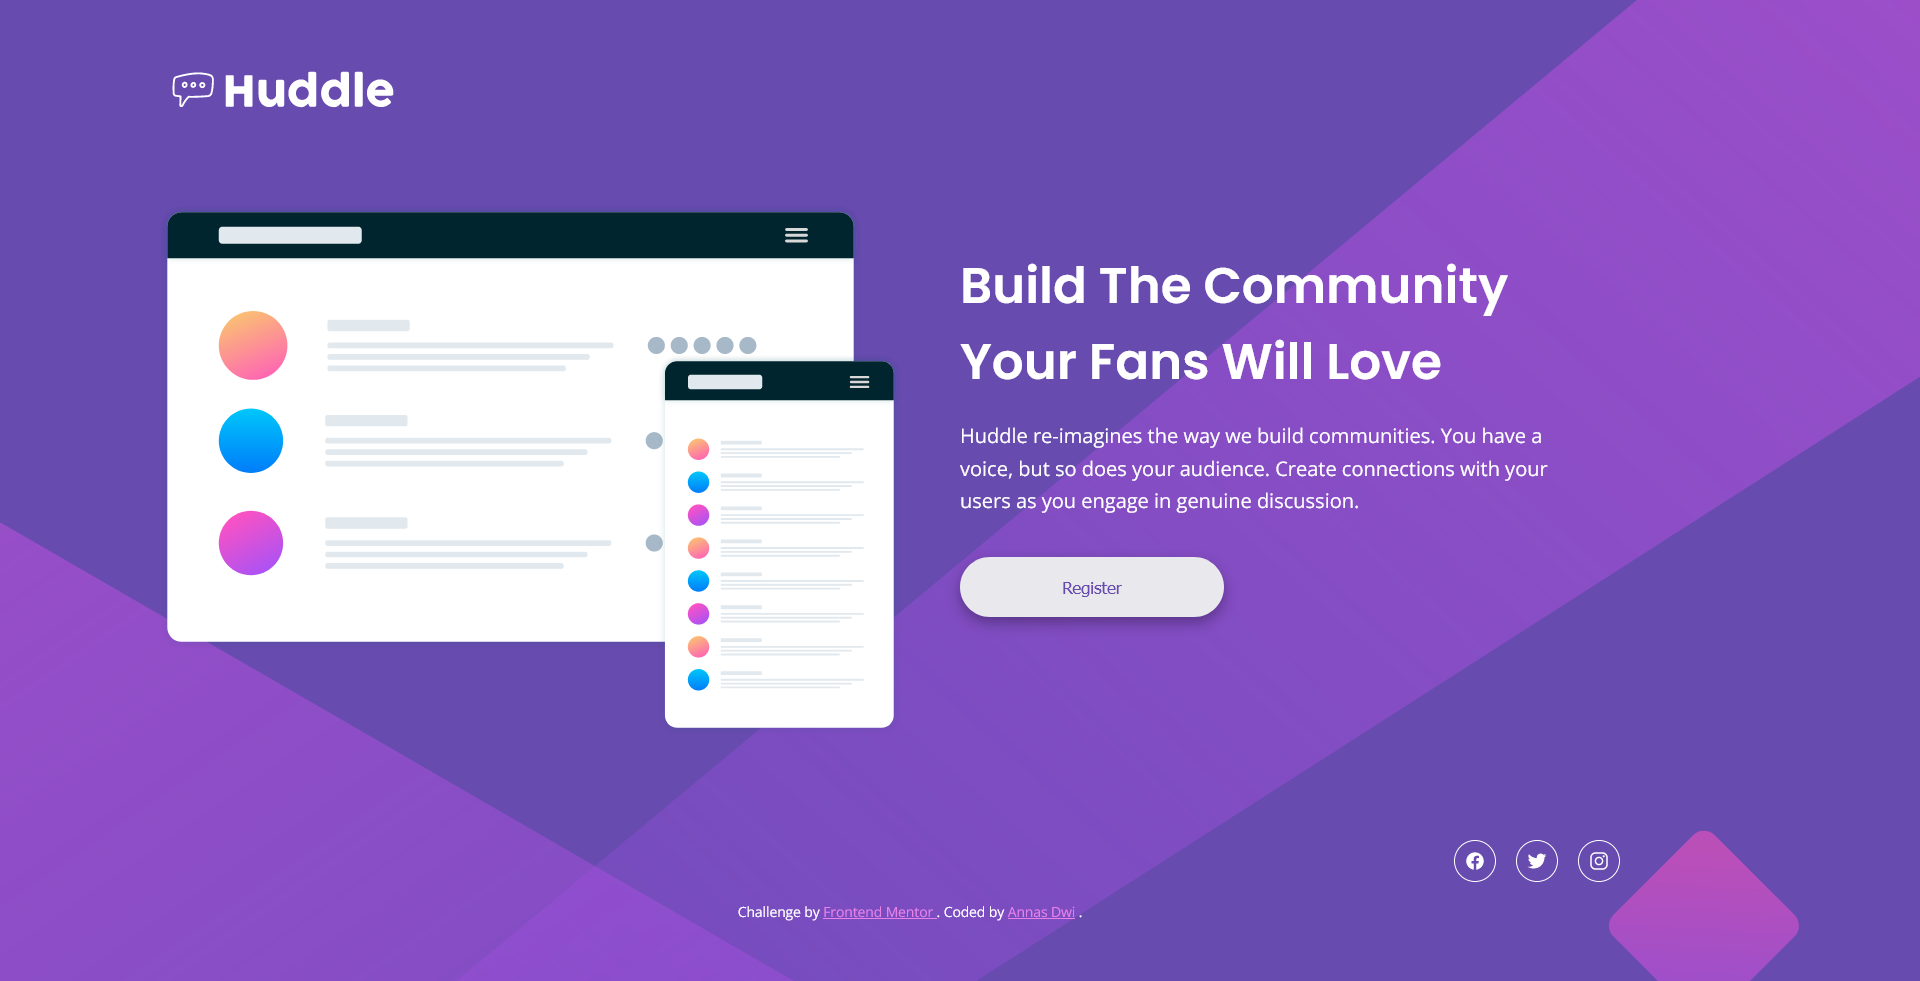 Huddle
Build The Community
Your Fans Will Love
Huddle re-imagines the way we build communities. You have a
voice, but so does your audience. Create connections with your
users as you engage in genuine discussion.
Register
Challenge by Frontend Mentor . Coded by Annas Dwi .